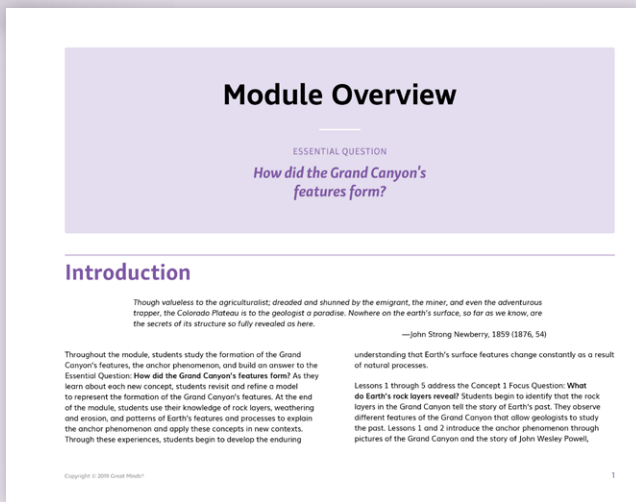 Module Overview
ESSENTIAL QUESTION
How did the Grand Canyon's
features form?
Introduction
Though valueless to the agriculturalist; dreaded and shunned by the emigrant, the miner, and even the adventurous
trapper, the Colorado Plateau is to the geologist a paradise. Nowhere on the earth's surface, so far as we know, are
the secrets of its structure so fully revealed as here.
—John Strong Newberry, 1859 (1876, 54)
Throughout the module, students study the formation of the Grand
Canyon's features, the anchor phenomenon, and build an answer to the
Essential Question: How did the Grand Canyon's features form? As they
learn about each new concept, students revisit and refine a model
to represent the formation of the Grand Canyon's features. At the end
of the module, students use their knowledge of rock layers, weathering
and erosion, and patterns of Earth's features and processes to explain
the anchor phenomenon and apply these concepts in new contexts.
Through these experiences, students begin to develop the enduring
understanding that Earth's surface features change constantly as a result
of natural processes.
Lessons 1 through 5 address the Concept 1 Focus Question: What
do Earth's rock layers reveal? Students begin to identify that the rock
layers in the Grand Canyon tell the story of Earth's past. They observe
different features of the Grand Canyon that allow geologists to study
the past. Lessons 1 and 2 introduce the anchor phenomenon through
pictures of the Grand Canyon and the story of John Wesley Powell,
Copyright © 2019 Great Minds®
1